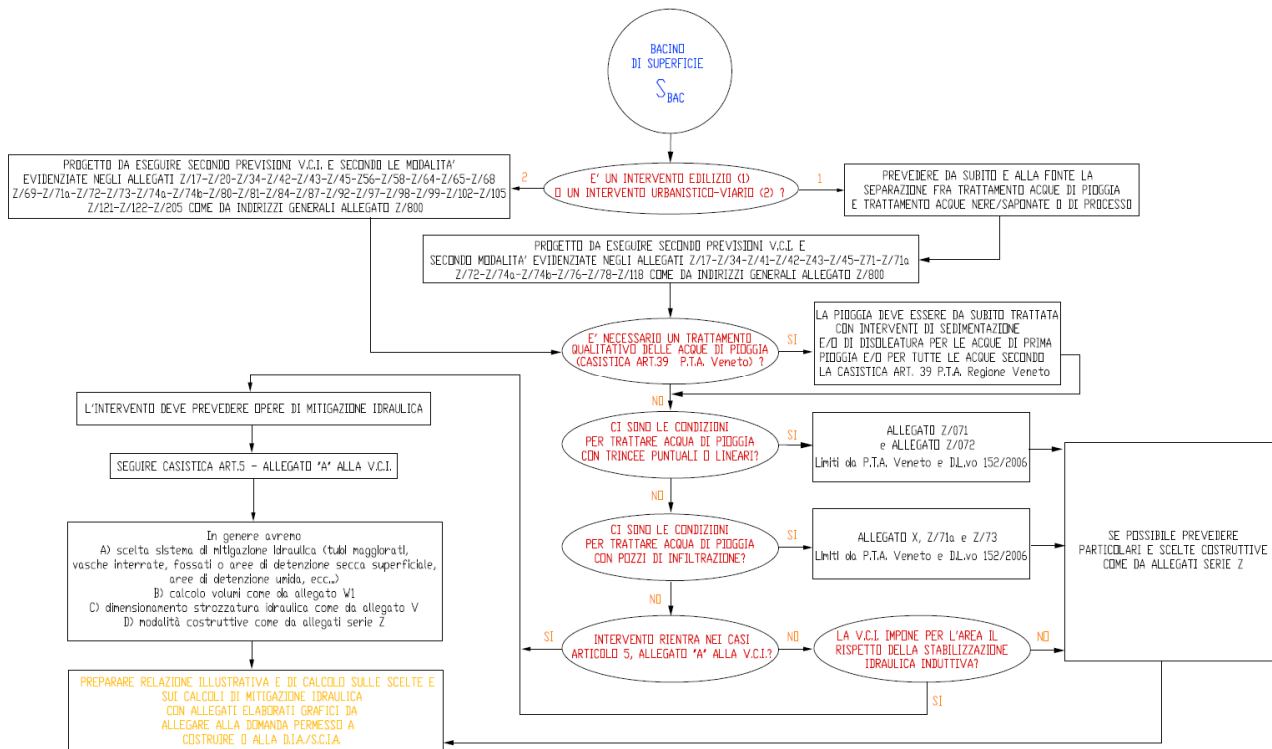 BACINO
DI SUPERFICIE
S BAC
PROGETTO DA ESEGUIRE SECONDO PREVISIONI V.C.I. E SECONDO LE MODALITA'
EVIDENZIATE NEGLI ALLEGATI Z/17-Z/20-Z/34-Z/42-Z/43-Z/45-Z56-Z/58-Z/64-Z/65-Z/68
Z/69-Z/71a-Z/72-Z/73-Z/74a-Z/74b-Z/80-Z/81-Z/84-Z/87-Z/92-Z/97-Z/98-Z/99-Z/102-Z/105
Z/121-Z/122-Z/205 COME DA INDIRIZZI GENERALI ALLEGATO Z/800
2
E' UN INTERVENTO EDILIZIO (1)
O UN INTERVENTO URBANISTICO-VIARIO (2) ?
1
PREVEDERE DA SUBITO E ALLA FONTE LA
SEPARAZIONE FRA TRATTAMENTO ACQUE DI PIOGGIA
E TRATTAMENTO ACQUE NERE/SAPONATE O DI PROCESSO
PROGETTO DA ESEGUIRE SECONDO PREVISIONI V.C.I. E
SECONDO MODALITA' EVIDENZIATE NEGLI ALLEGATI Z/17-Z/34-Z/41-Z/42-Z43-Z/45-Z71-Z/71a
Z/72-Z/74a-Z/74b-Z/76-Z/78-Z/118 COME DA INDIRIZZI GENERALI ALLEGATO Z/800
E' NECESSARIO UN TRATTAMENTO
QUALITATIVO DELLE ACQUE DI PIOGGIA
(CASISTICA ART.39 P.T.A. Veneto) ?
SI
LA PIOGGIA DEVE ESSERE DA SUBITO TRATTATA
CON INTERVENTI DI SEDIMENTAZIONE
E/O DI DISOLEATURA PER LE ACQUE DI PRIMA
PIOGGIA E/O PER TUTTE LE ACQUE SECONDO
LA CASISTICA ART. 39 P.T.A. Regione Veneto
NO
L'INTERVENTO DEVE PREVEDERE OPERE DI MITIGAZIONE IDRAULICA
CI SONO LE CONDIZIONI
PER TRATTARE ACQUA DI PIOGGIA
CON TRINCEE PUNTUALI O LINEARI?
SI
ALLEGATO Z/071
e ALLEGATO Z/072
Limiti da P.T.A. Veneto e D.L.vo 152/2006
SEGUIRE CASISTICA ART.5 - ALLEGATO "A" ALLA V.C.I.
NO
In genere avremo
A) scelta sistema di mitigazione idraulica (tubi maggiorati,
vasche interrate, fossati o aree di detenzione secca superficiale,
aree di detenzione umida, ecc...)
B) calcolo volumi come da allegato W1
C) dimensionamento strozzatura idraulica come da allegato V
D) modalità costruttive come da allegati serie Z
CI SONO LE CONDIZIONI
PER TRATTARE ACQUA DI PIOGGIA
CON POZZI DI INFILTRAZIONE?
SI
ALLEGATO X, Z/71a e Z/73
Limiti da P.T.A. Veneto e D.L.vo 152/2006
SE POSSIBILE PREVEDERE
PARTICOLARI E SCELTE COSTRUTTIVE
COME DA ALLEGATI SERIE Z
NO
SI
INTERVENTO RIENTRA NEI CASI
ARTICOLO 5, ALLEGATO "A" ALLA V.C.I.?
NO
LA V.C.I. IMPONE PER L'AREA IL
RISPETTO DELLA STABILIZZAZIONE
IDRAULICA INDUTTIVA?
NO
SI
PREPARARE RELAZIONE ILLUSTRATIVA E DI CALCOLO SULLE SCELTE E
SUI CALCOLI DI MITIGAZIONE IDRAULICA
CON ALLEGATI ELABORATI GRAFICI DA
ALLEGARE ALLA DOMANDA PERMESSO A
COSTRUIRE O ALLA D.I.A./S.C.I.A.